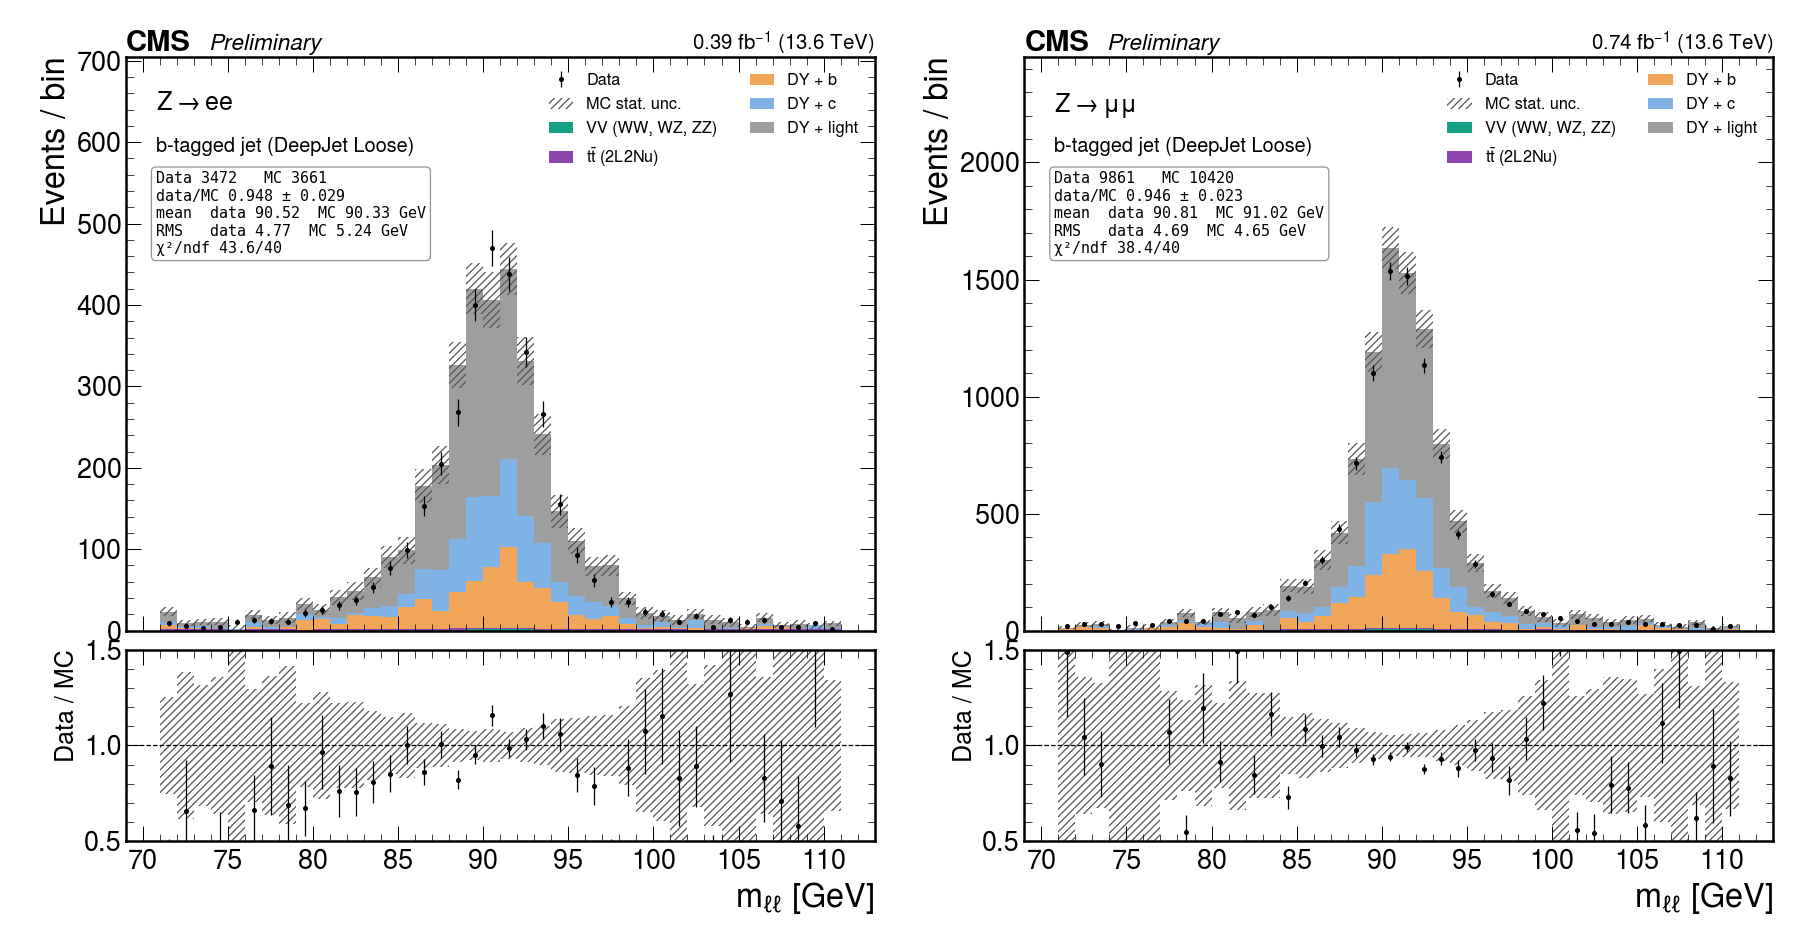 CMS Preliminary 0.39 fb⁻¹ (13.6 TeV)
Events / bin
700
600
500
400
300
200
100
0
Z → ee
b-tagged jet (DeepJet Loose)
Data 3472 MC 3661
data/MC 0.948 ± 0.029
mean data 90.52 MC 90.33 GeV
RMS data 4.77 MC 5.24 GeV
χ²/ndf 43.6/40
Data
MC stat. unc.
VV (WW, WZ, ZZ)
tt̄ (2L2Nu)
DY + b
DY + c
DY + light
Data / MC
1.5
1.0
0.5
70 75 80 85 90 95 100 105 110
mℓℓ [GeV]
CMS Preliminary 0.74 fb⁻¹ (13.6 TeV)
Events / bin
2000
1500
1000
500
0
Z → μμ
b-tagged jet (DeepJet Loose)
Data 9861 MC 10420
data/MC 0.946 ± 0.023
mean data 90.81 MC 91.02 GeV
RMS data 4.69 MC 4.65 GeV
χ²/ndf 38.4/40
Data
MC stat. unc.
VV (WW, WZ, ZZ)
tt̄ (2L2Nu)
DY + b
DY + c
DY + light
Data / MC
1.5
1.0
0.5
70 75 80 85 90 95 100 105 110
mℓℓ [GeV]